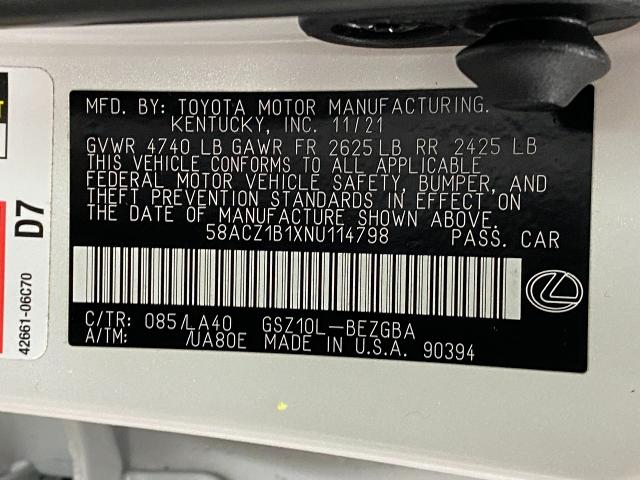 MFD. BY: TOYOTA MOTOR MANUFACTURING.
KENTUCKY, INC. 11/21
GVWR 4740 LB GAWR FR 2625 LB RR 2425 LB
THIS VEHICLE CONFORMS TO ALL APPLICABLE
FEDERAL MOTOR VEHICLE SAFETY, BUMPER, AND
THEFT PREVENTION STANDARDS IN EFFECT ON
THE DATE OF MANUFACTURE SHOWN ABOVE.
58ACZ1B1XNU114798 PASS. CAR
C/TR: 085/LA40 GSZ10L-BEZGBA
A/TM: /UA80E MADE IN U.S.A. 90394
D7
42661-06C70